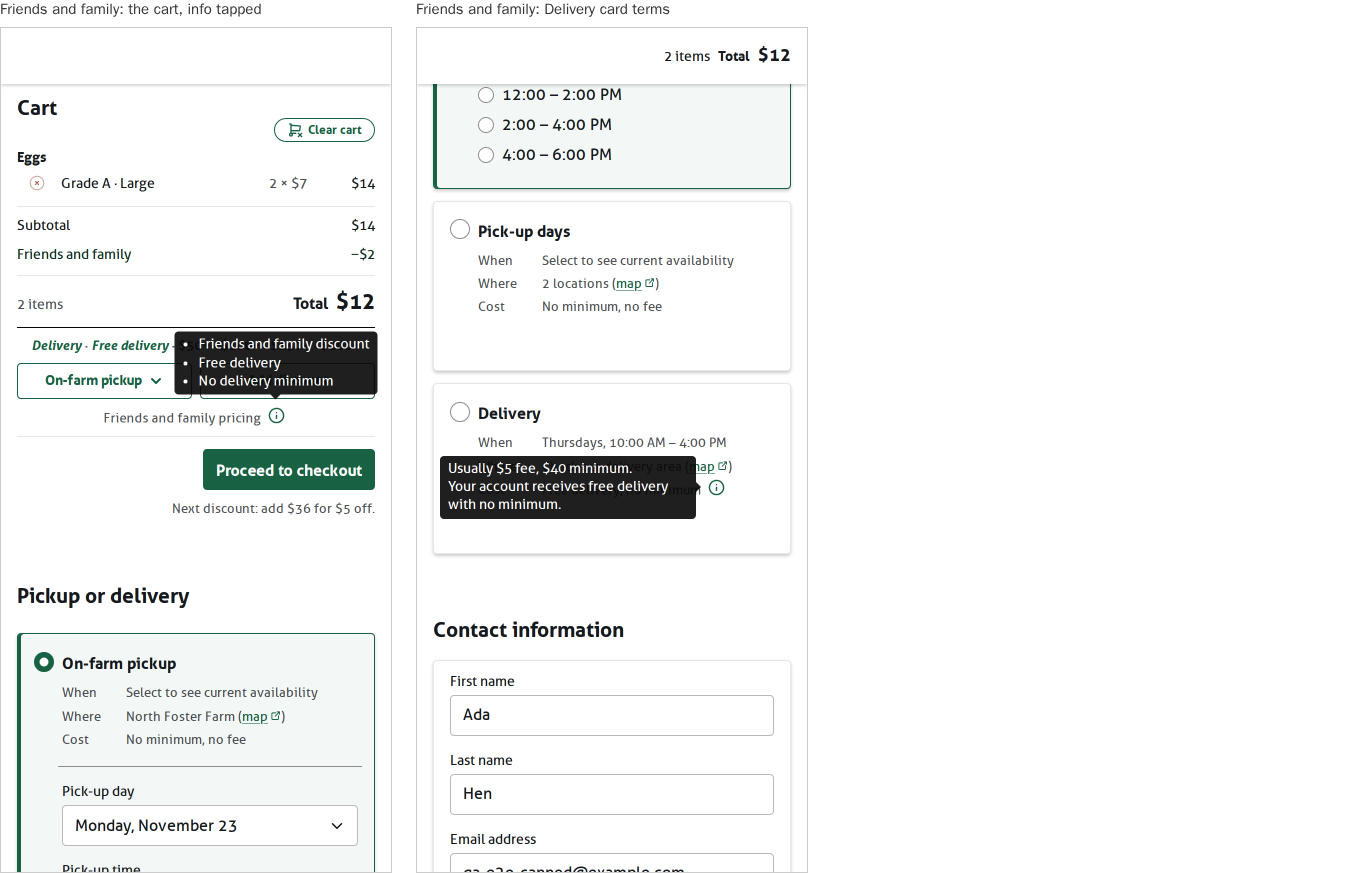 Friends and family: the cart, info tapped
Cart
Clear cart
Eggs
Grade A · Large 2 × $7 $14
Subtotal $14
Friends and family –$2
2 items Total $12
Delivery · Free delivery ·
Friends and family discount
Free delivery
No delivery minimum
On-farm pickup
Friends and family pricing
Proceed to checkout
Next discount: add $36 for $5 off.
Pickup or delivery
On-farm pickup
When Select to see current availability
Where North Foster Farm (map)
Cost No minimum, no fee
Pick-up day
Monday, November 23
Pick-up time
Friends and family: Delivery card terms
2 items Total $12
12:00 – 2:00 PM
2:00 – 4:00 PM
4:00 – 6:00 PM
Pick-up days
When Select to see current availability
Where 2 locations (map)
Cost No minimum, no fee
Delivery
When Thursdays, 10:00 AM – 4:00 PM
area (map)
Usually $5 fee, $40 minimum.
Your account receives free delivery
with no minimum.
Contact information
First name
Ada
Last name
Hen
Email address